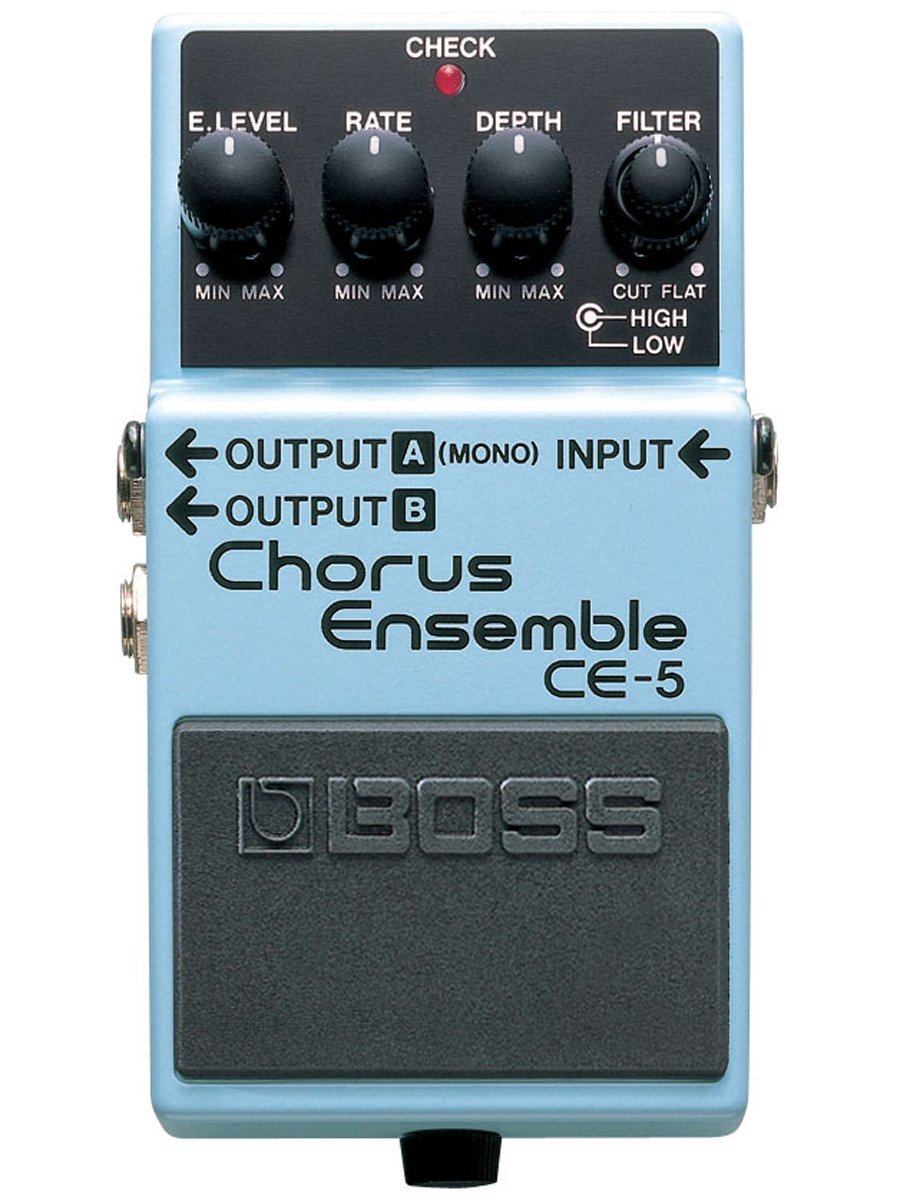 CHECK
E.LEVEL RATE DEPTH FILTER
MIN MAX MIN MAX MIN MAX CUT FLAT
HIGH
LOW
OUTPUT A (MONO) INPUT
OUTPUT B
Chorus
Ensemble
CE-5
BOSS